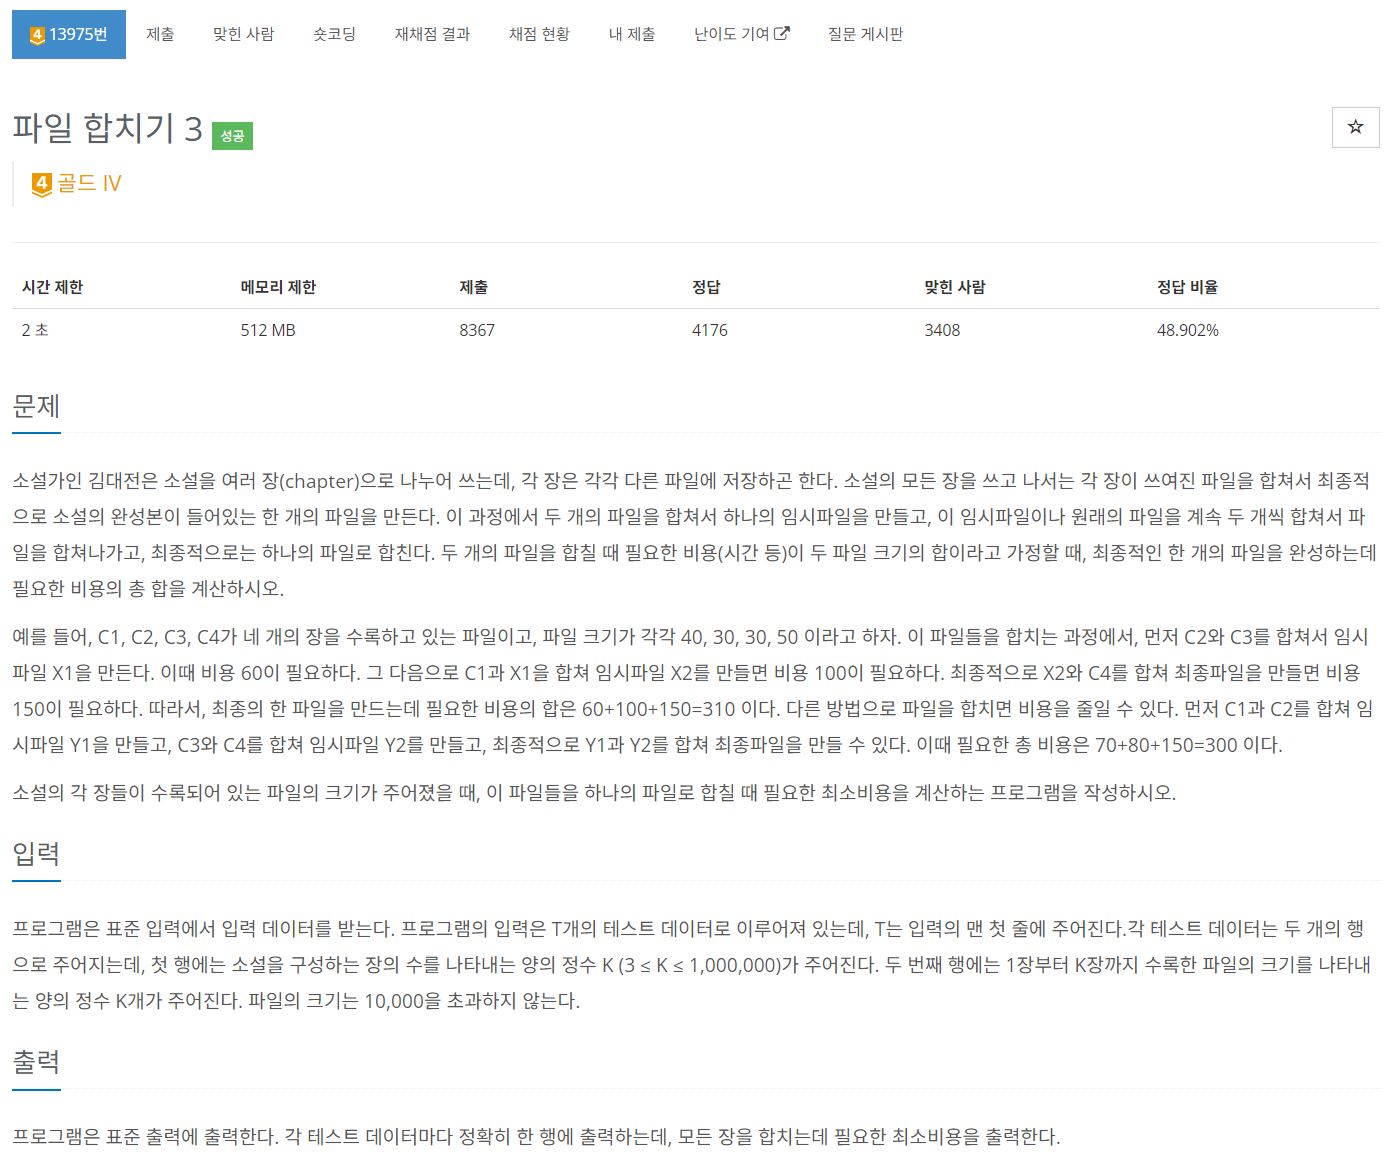 4 13975번 제출 맞힌 사람 숏코딩 재채점 결과 채점 현황 내 제출 난이도 기여 질문 게시판
파일 합치기 3 성공
4 골드 IV
시간 제한 메모리 제한 제출 정답 맞힌 사람 정답 비율
2 초 512 MB 8367 4176 3408 48.902%
문제
소설가인 김대전은 소설을 여러 장(chapter)으로 나누어 쓰는데, 각 장은 각각 다른 파일에 저장하곤 한다. 소설의 모든 장을 쓰고 나서는 각 장이 쓰여진 파일을 합쳐서 최종적
으로 소설의 완성본이 들어있는 한 개의 파일을 만든다. 이 과정에서 두 개의 파일을 합쳐서 하나의 임시파일을 만들고, 이 임시파일이나 원래의 파일을 계속 두 개씩 합쳐서 파
일을 합쳐나가고, 최종적으로는 하나의 파일로 합친다. 두 개의 파일을 합칠 때 필요한 비용(시간 등)이 두 파일 크기의 합이라고 가정할 때, 최종적인 한 개의 파일을 완성하는데
필요한 비용의 총 합을 계산하시오.
예를 들어, C1, C2, C3, C4가 네 개의 장을 수록하고 있는 파일이고, 파일 크기가 각각 40, 30, 30, 50 이라고 하자. 이 파일들을 합치는 과정에서, 먼저 C2와 C3를 합쳐서 임시
파일 X1을 만든다. 이때 비용 60이 필요하다. 그 다음으로 C1과 X1을 합쳐 임시파일 X2를 만들면 비용 100이 필요하다. 최종적으로 X2와 C4를 합쳐 최종파일을 만들면 비용
150이 필요하다. 따라서, 최종의 한 파일을 만드는데 필요한 비용의 합은 60+100+150=310 이다. 다른 방법으로 파일을 합치면 비용을 줄일 수 있다. 먼저 C1과 C2를 합쳐 임
시파일 Y1을 만들고, C3와 C4를 합쳐 임시파일 Y2를 만들고, 최종적으로 Y1과 Y2를 합쳐 최종파일을 만들 수 있다. 이때 필요한 총 비용은 70+80+150=300 이다.
소설의 각 장들이 수록되어 있는 파일의 크기가 주어졌을 때, 이 파일들을 하나의 파일로 합칠 때 필요한 최소비용을 계산하는 프로그램을 작성하시오.
입력
프로그램은 표준 입력에서 입력 데이터를 받는다. 프로그램의 입력은 T개의 테스트 데이터로 이루어져 있는데, T는 입력의 맨 첫 줄에 주어진다.각 테스트 데이터는 두 개의 행
으로 주어지는데, 첫 행에는 소설을 구성하는 장의 수를 나타내는 양의 정수 K (3 ≤ K ≤ 1,000,000)가 주어진다. 두 번째 행에는 1장부터 K장까지 수록한 파일의 크기를 나타내
는 양의 정수 K개가 주어진다. 파일의 크기는 10,000을 초과하지 않는다.
출력
프로그램은 표준 출력에 출력한다. 각 테스트 데이터마다 정확히 한 행에 출력하는데, 모든 장을 합치는데 필요한 최소비용을 출력한다.